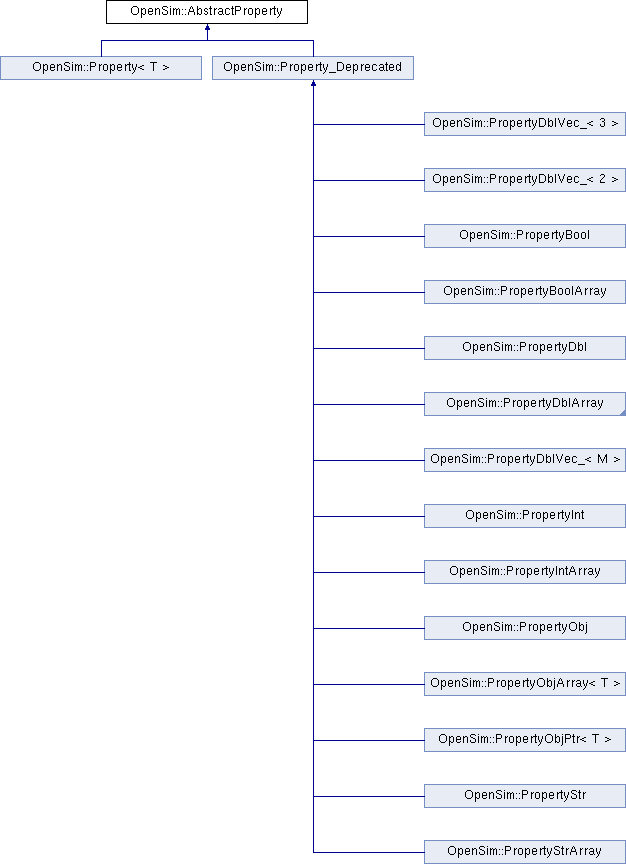 OpenSim::AbstractProperty
OpenSim::Property< T >
OpenSim::Property_Deprecated
OpenSim::PropertyDblVec_< 3 >
OpenSim::PropertyDblVec_< 2 >
OpenSim::PropertyBool
OpenSim::PropertyBoolArray
OpenSim::PropertyDbl
OpenSim::PropertyDblArray
OpenSim::PropertyDblVec_< M >
OpenSim::PropertyInt
OpenSim::PropertyIntArray
OpenSim::PropertyObj
OpenSim::PropertyObjArray< T >
OpenSim::PropertyObjPtr< T >
OpenSim::PropertyStr
OpenSim::PropertyStrArray